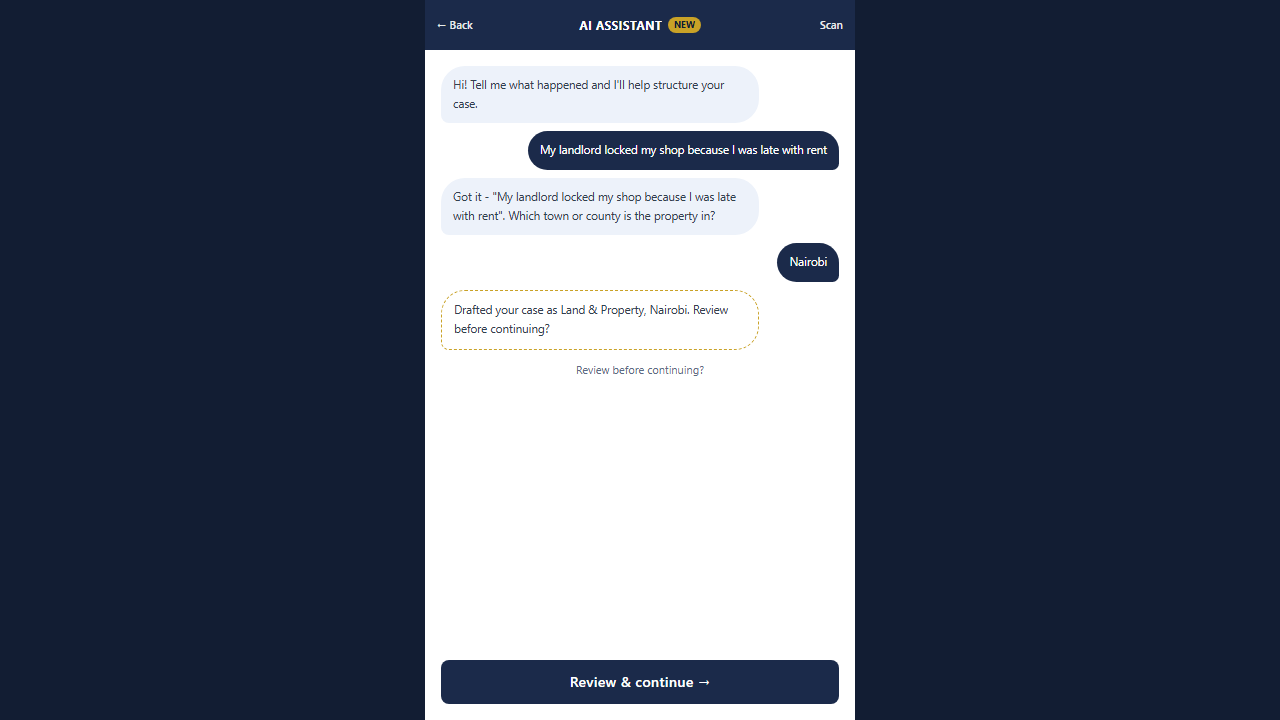 ← Back
AI ASSISTANT NEW
Scan
Hi! Tell me what happened and I'll help structure your
case.
My landlord locked my shop because I was late with rent
Got it - "My landlord locked my shop because I was late
with rent". Which town or county is the property in?
Nairobi
Drafted your case as Land & Property, Nairobi. Review
before continuing?
Review before continuing?
Review & continue →